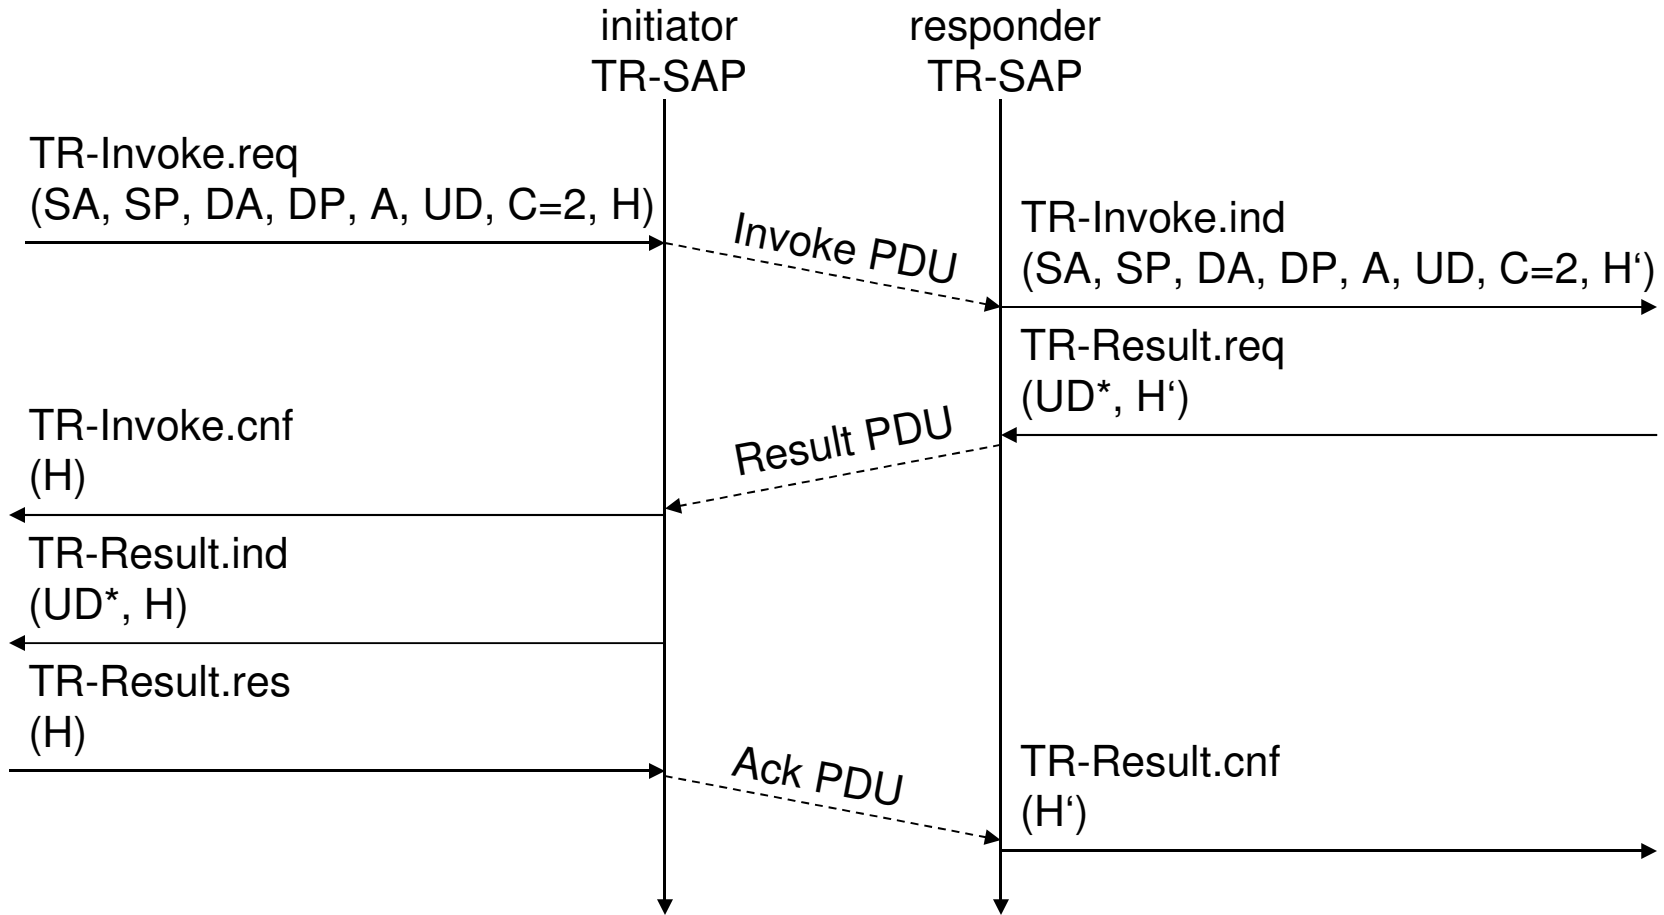 initiator
TR-SAP
responder
TR-SAP
TR-Invoke.req
(SA, SP, DA, DP, A, UD, C=2, H)
Invoke PDU
TR-Invoke.ind
(SA, SP, DA, DP, A, UD, C=2, H‘)
TR-Result.req
(UD*, H‘)
Result PDU
TR-Invoke.cnf
(H)
TR-Result.ind
(UD*, H)
TR-Result.res
(H)
Ack PDU
TR-Result.cnf
(H‘)